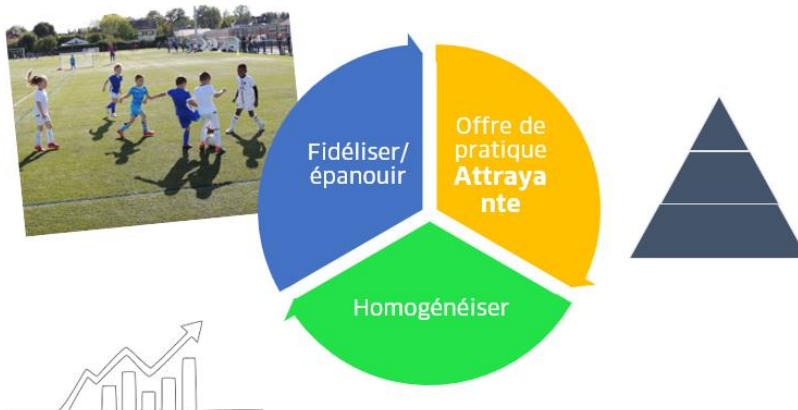 Fidéliser/
épanouir
Offre de
pratique
Attraya
nte
Homogénéiser